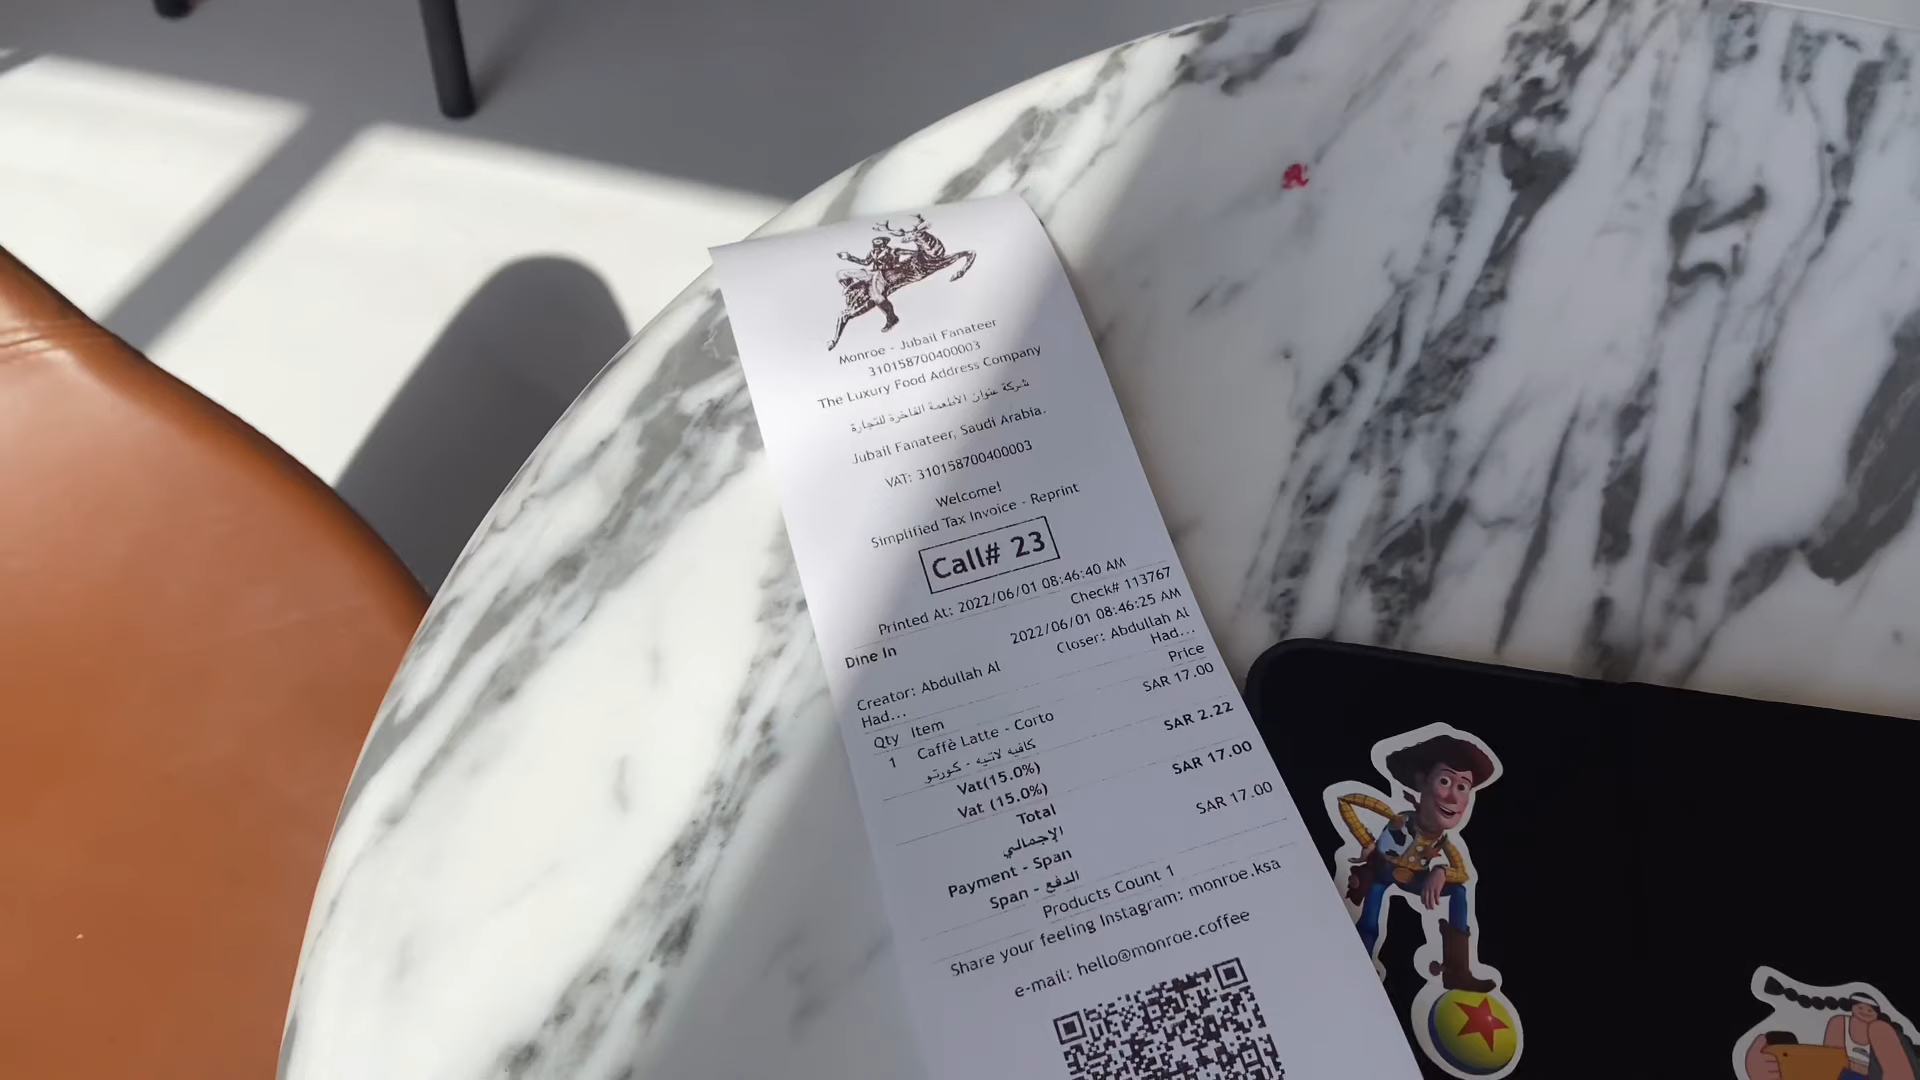 Monroe - Jubail Fanateer
310158700400003
The Luxury Food Address Company
شركة عنوان الأطعمة الفاخرة للتجارة
Jubail Fanateer, Saudi Arabia.
VAT: 310158700400003
Welcome!
Simplified Tax Invoice - Reprint
Call# 23
Printed At: 2022/06/01 08:46:40 AM
Check# 113767
Dine In 2022/06/01 08:46:25 AM
Creator: Abdullah Al Had... Closer: Abdullah Al Had...
Qty Item Price
1 Caffè Latte - Corto SAR 17.00
كافيه لاتيه - كورتو
Vat(15.0%) SAR 2.22
Vat (15.0%)
Total SAR 17.00
الإجمالي
Payment - Span SAR 17.00
Span - الدفع
Products Count 1
Share your feeling Instagram: monroe.ksa
e-mail: hello@monroe.coffee